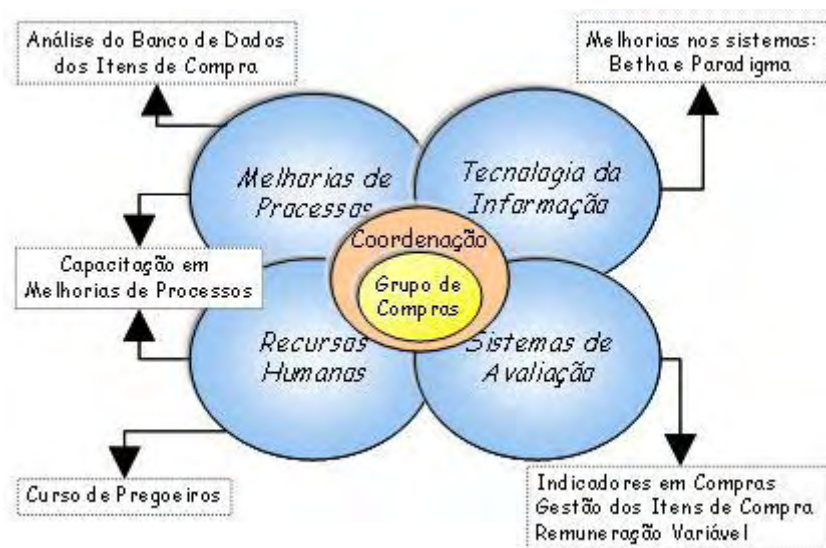 Análise do Banco de Dados
dos Itens de Compra
Melhorias nos sistemas:
Betha e Paradigma
Melhorias de
Processos
Tecnologia da
Informação
Coordenação
Grupo de
Compras
Capacitação em
Melhorias de Processos
Recursos
Humanos
Sistemas de
Avaliação
Curso de Pregoeiros
Indicadores em Compras
Gestão dos Itens de Compra
Remuneração Variável